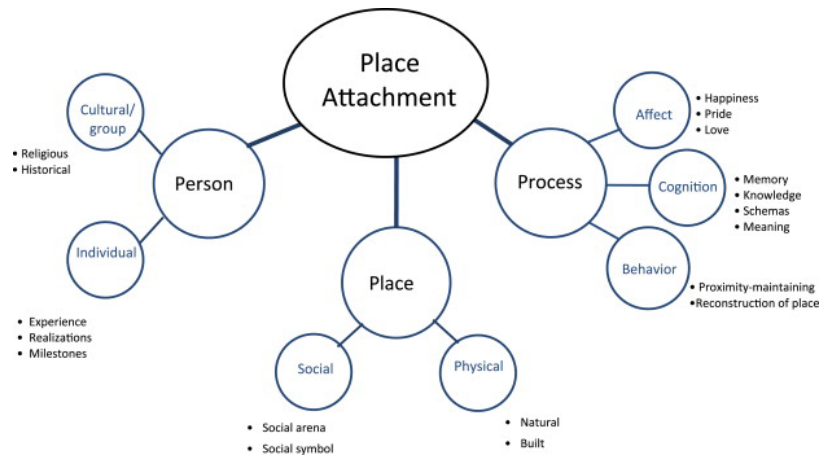 Place
Attachment
Cultural/
group
• Religious
• Historical
Person
Individual
• Experience
• Realizations
• Milestones
Place
Social
• Social arena
• Social symbol
Physical
• Natural
• Built
Process
Affect
• Happiness
• Pride
• Love
Cognition
• Memory
• Knowledge
• Schemas
• Meaning
Behavior
• Proximity-maintaining
•Reconstruction of place